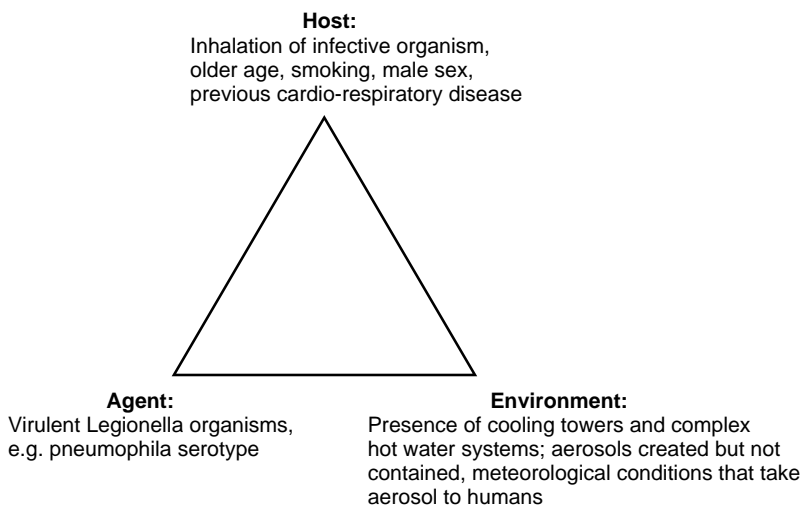 Host:
Inhalation of infective organism,
older age, smoking, male sex,
previous cardio-respiratory disease
Agent:
Virulent Legionella organisms,
e.g. pneumophila serotype
Environment:
Presence of cooling towers and complex
hot water systems; aerosols created but not
contained, meteorological conditions that take
aerosol to humans